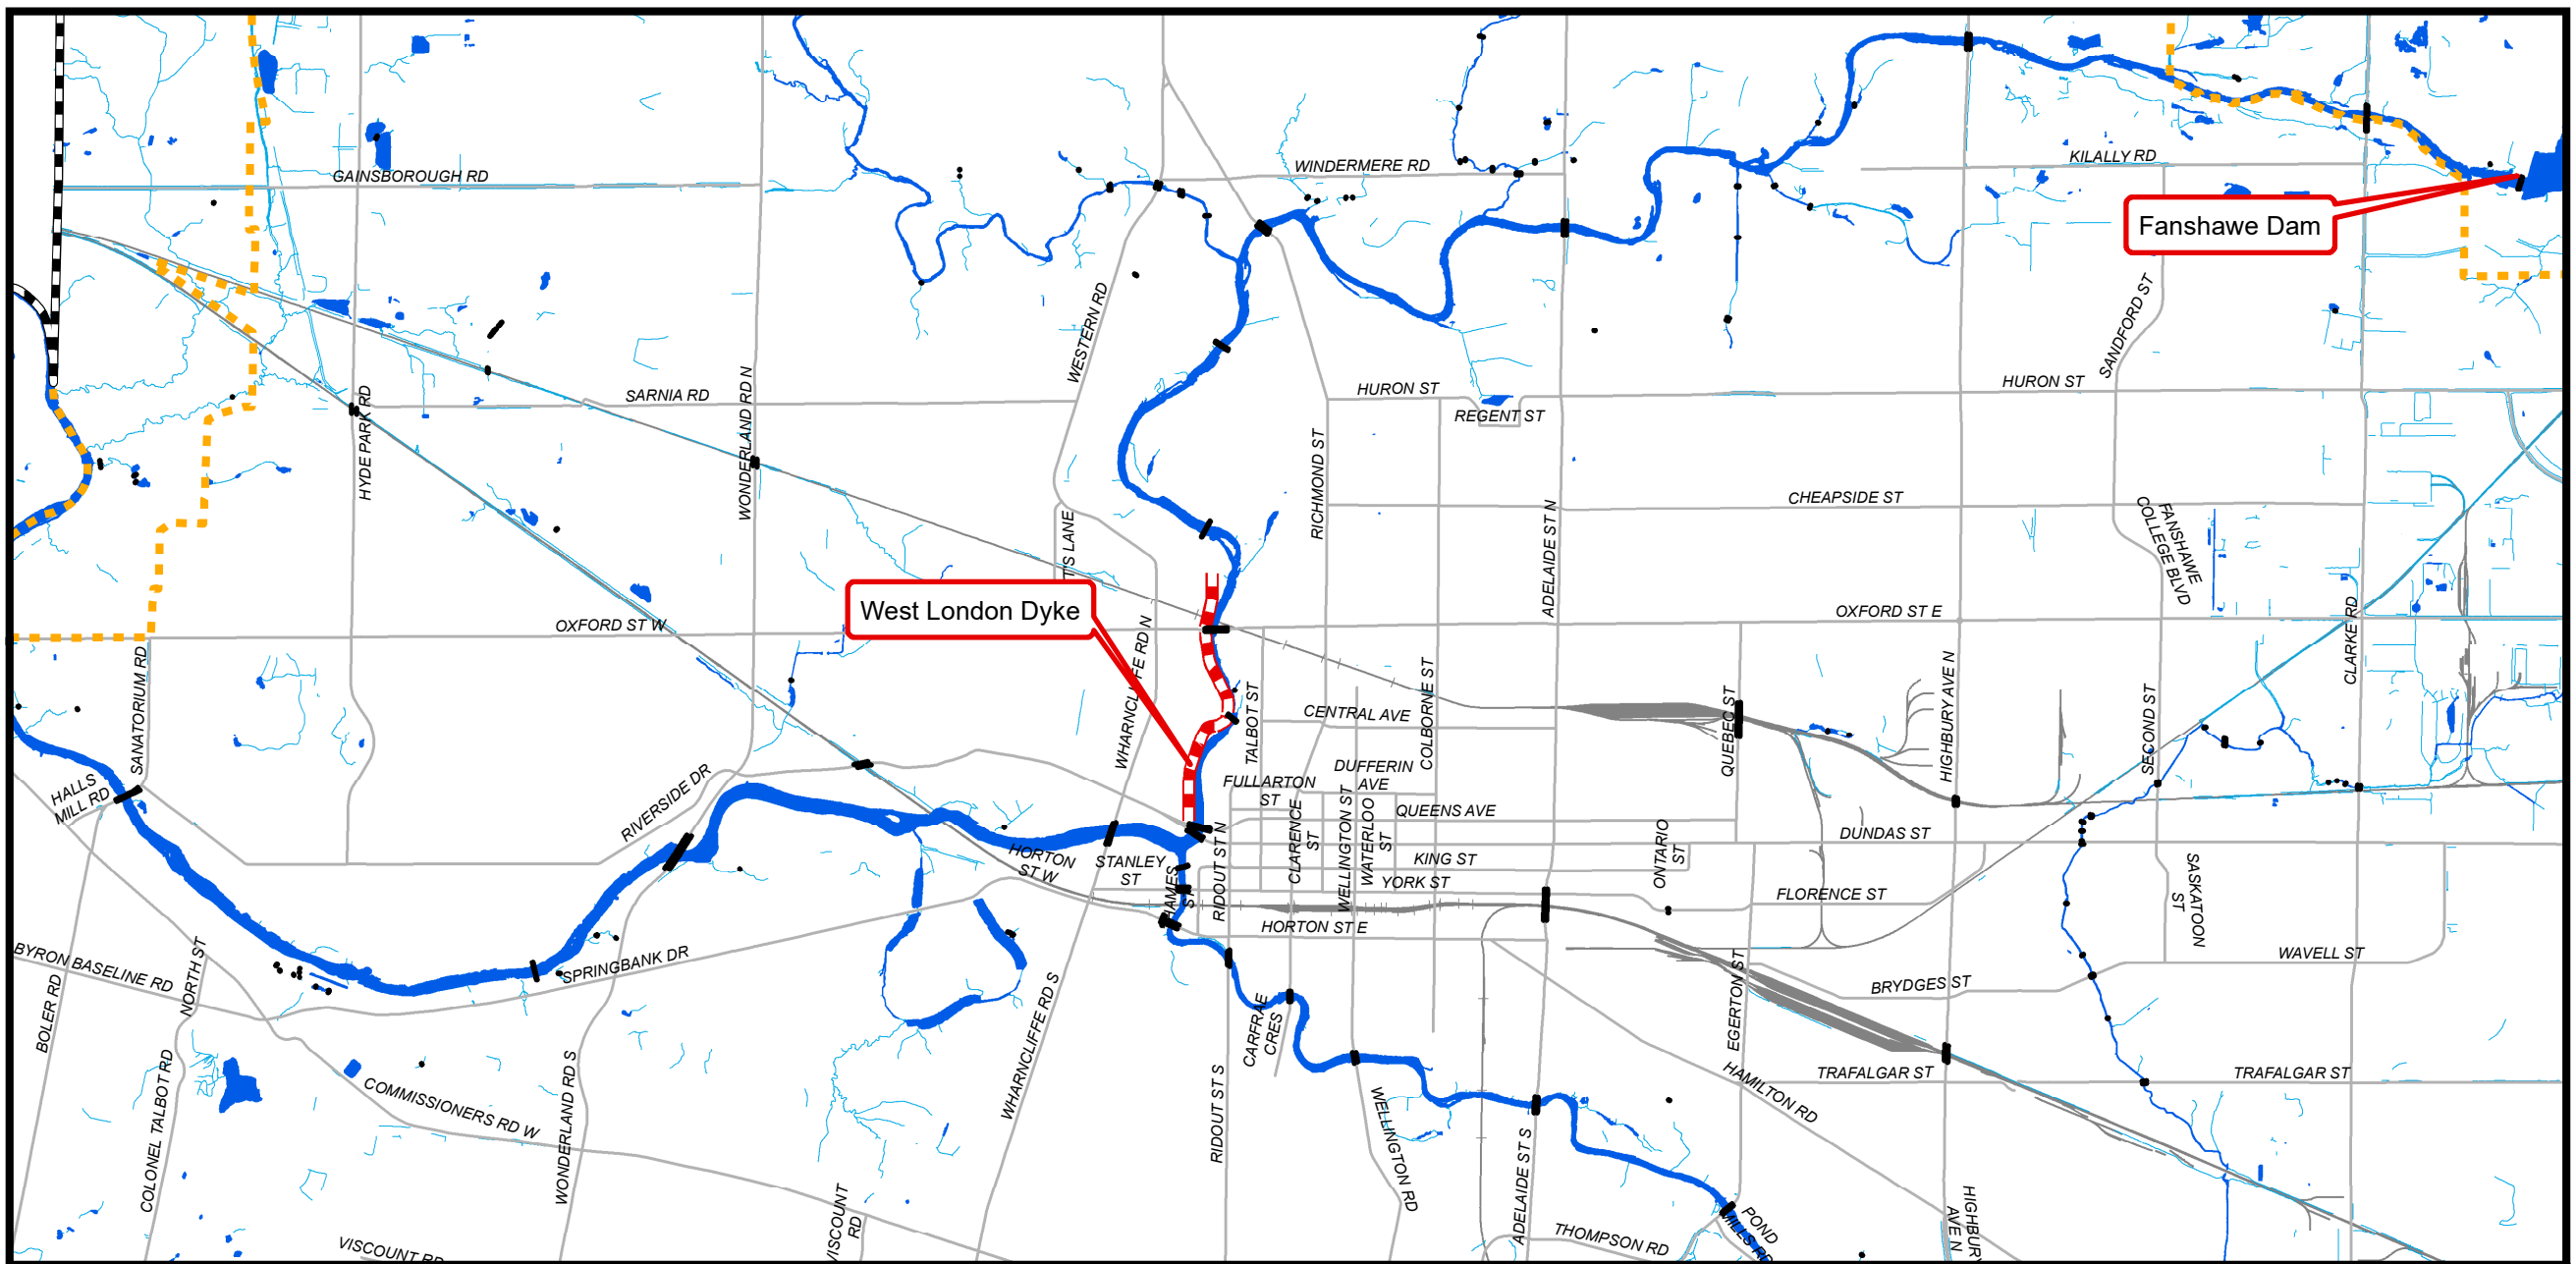 WINDERMERE RD
KILALLY RD
GAINSBOROUGH RD
Fanshawe Dam
WESTERN RD
SANDFORD ST
HURON ST
HURON ST
SARNIA RD
REGENT ST
HYDE PARK RD
WONDERLAND RD N
RICHMOND ST
CHEAPSIDE ST
ADELAIDE ST N
FANSHAWE
COLLEGE BLVD
T'S LANE
West London Dyke
OXFORD ST W
OXFORD ST E
CLARKE RD
WHARNCLIFFE RD N
SANATORIUM RD
TALBOT ST
CENTRAL AVE
COLBORNE ST
QUEBEC ST
HIGHBURY AVE N
SECOND ST
HALLS
MILL RD
RIVERSIDE DR
FULLARTON
ST
DUFFERIN
AVE
QUEENS AVE
CLARENCE
ST
WELLINGTON ST
WATERLOO
ST
RIDOUT ST N
ONTARIO
ST
DUNDAS ST
HORTON
ST W
STANLEY
ST
THAMES
ST
KING ST
YORK ST
FLORENCE ST
SASKATOON
ST
HORTON ST E
BYRON BASELINE RD
NORTH ST
SPRINGBANK DR
WAVELL ST
BRYDGES ST
BOLER RD
WHARNCLIFFE RD S
CARFRAE
CRES
EGERTON ST
COLONEL TALBOT RD
COMMISSIONERS RD W
WONDERLAND RD S
RIDOUT ST S
WELLINGTON RD
HAMILTON RD
TRAFALGAR ST
TRAFALGAR ST
ADELAIDE ST S
VISCOUNT
RD
VISCOUNT RD
THOMPSON RD
POND
MILLS RD
HIGHBURY
AVE N